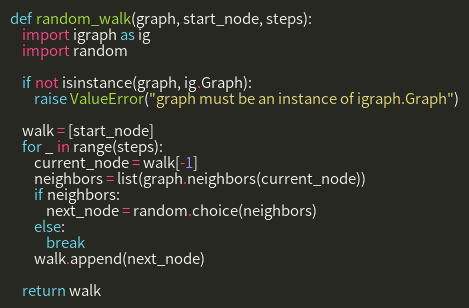 def random_walk(graph, start_node, steps):
    import igraph as ig
    import random

    if not isinstance(graph, ig.Graph):
        raise ValueError("graph must be an instance of igraph.Graph")

    walk = [start_node]
    for _ in range(steps):
        current_node = walk[-1]
        neighbors = list(graph.neighbors(current_node))
        if neighbors:
            next_node = random.choice(neighbors)
        else:
            break
        walk.append(next_node)

    return walk